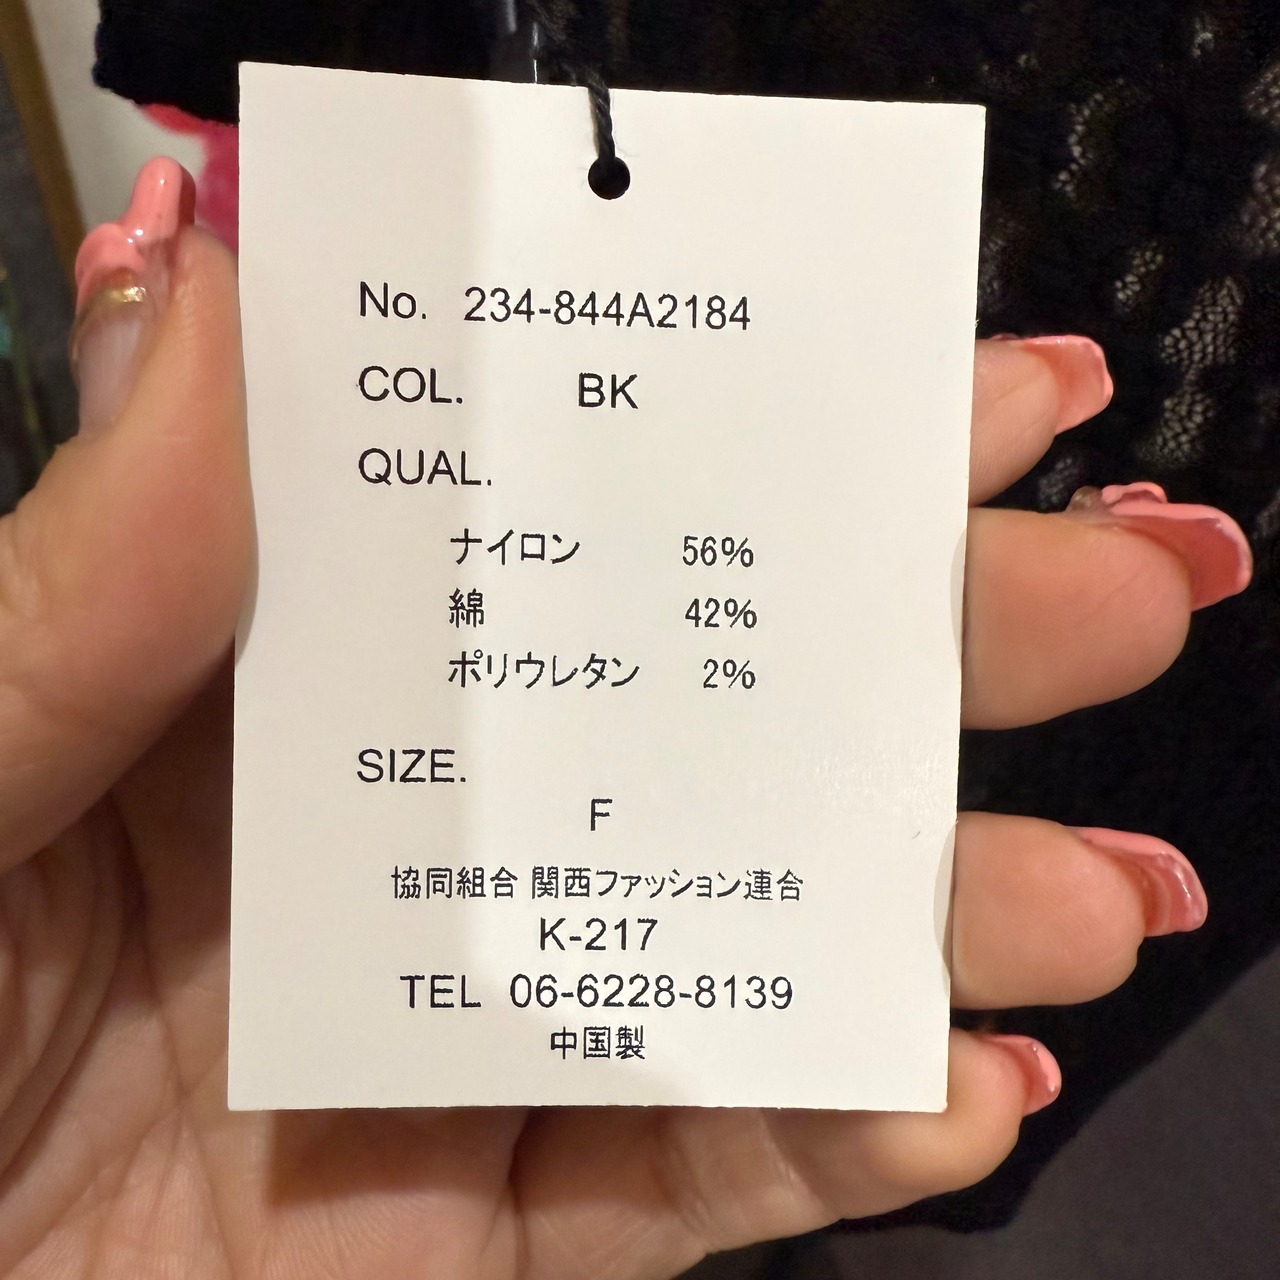 No. 234-844A2184
COL. BK
QUAL.
ナイロン 56%
綿 42%
ポリウレタン 2%
SIZE.
F
協同組合 関西ファッション連合
K-217
TEL 06-6228-8139
中国製